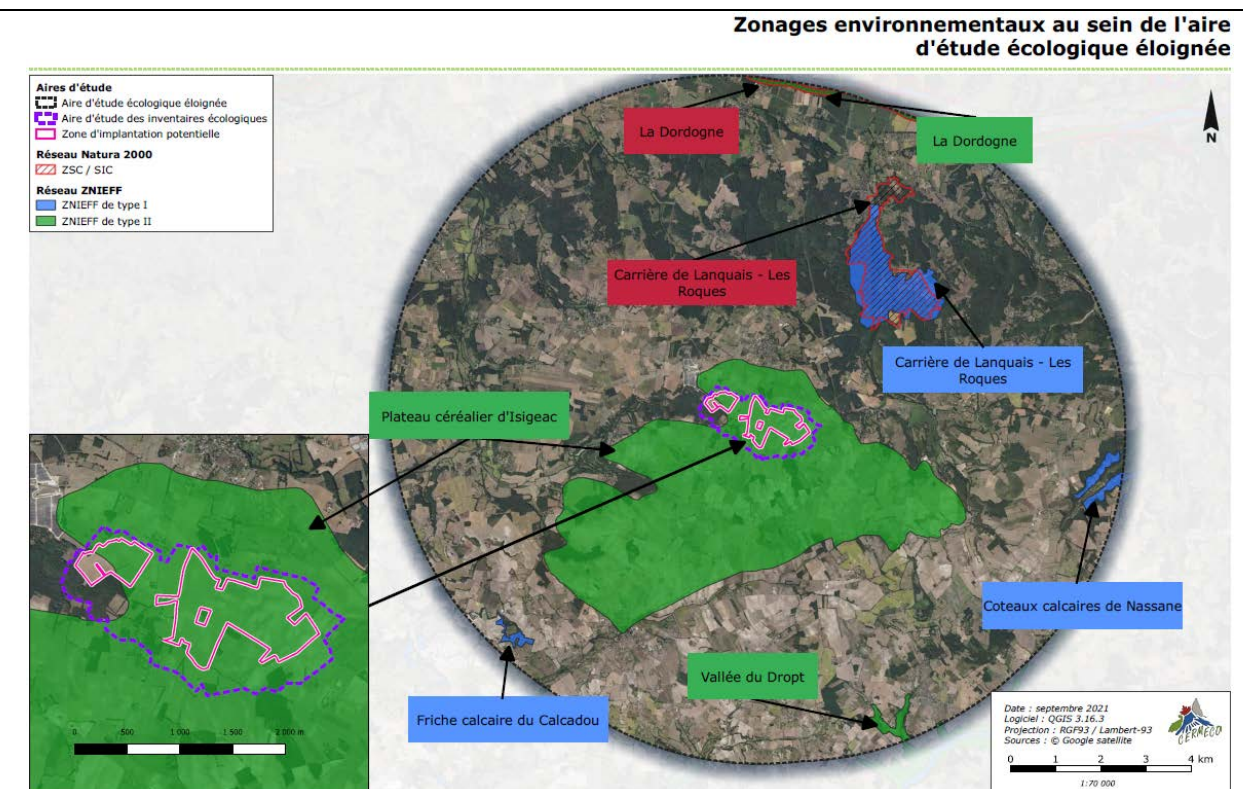 Zonages environnementaux au sein de l'aire
d'étude écologique éloignée
Aires d'étude
Aire d'étude écologique éloignée
Aire d'étude des inventaires écologiques
Zone d'implantation potentielle
Réseau Natura 2000
ZSC / SIC
Réseau ZNIEFF
ZNIEFF de type I
ZNIEFF de type II
La Dordogne
La Dordogne
N
Carrière de Lanquais - Les
Roques
Carrière de Lanquais - Les
Roques
Plateau céréalier d'Isigeac
Coteaux calcaires de Nassane
Vallée du Dropt
Friche calcaire du Calcadou
0 500 1 000 1 500 2 000 m
Date : septembre 2021
Logiciel : QGIS 3.16.3
Projection : RGF93 / Lambert-93
Sources : © Google satellite
CERMECO
0 1 2 3 4 km
1:70 000